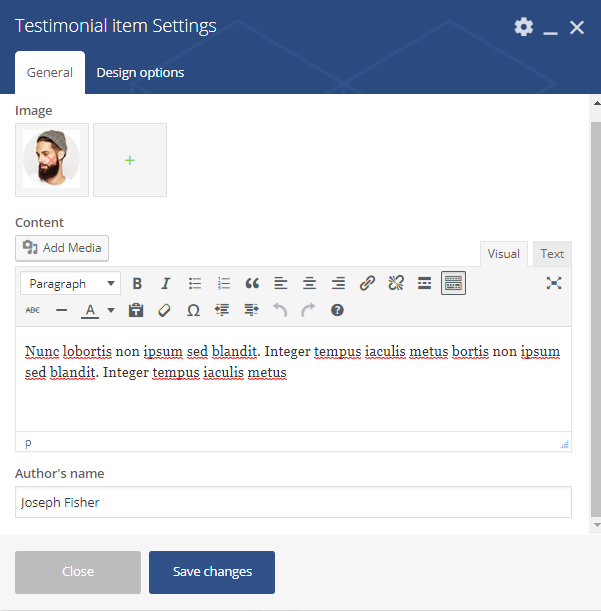 Testimonial item Settings
General
Design options
Image
+
Content
Add Media
Visual
Text
Paragraph
B
I
ABC
A
Ω
Nunc lobortis non ipsum sed blandit. Integer tempus iaculis metus bortis non ipsum
sed blandit. Integer tempus iaculis metus
p
Author's name
Joseph Fisher
Close
Save changes